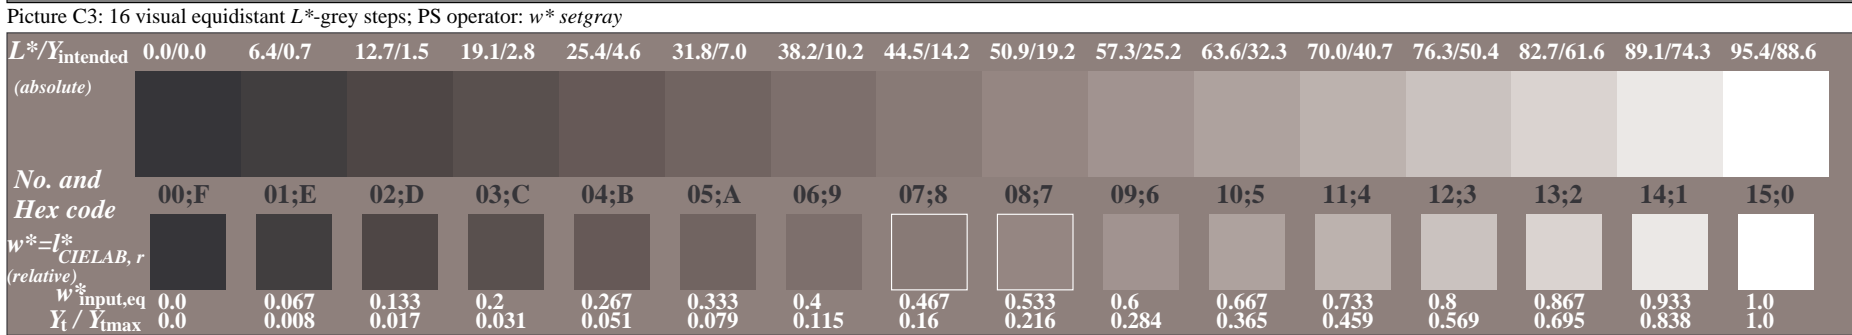 Picture C3: 16 visual equidistant L*-grey steps; PS operator: w* setgray
L*/Yintended 0.0/0.0 6.4/0.7 12.7/1.5 19.1/2.8 25.4/4.6 31.8/7.0 38.2/10.2 44.5/14.2 50.9/19.2 57.3/25.2 63.6/32.3 70.0/40.7 76.3/50.4 82.7/61.6 89.1/74.3 95.4/88.6
(absolute)
No. and
Hex code
00;F 01;E 02;D 03;C 04;B 05;A 06;9 07;8 08;7 09;6 10;5 11;4 12;3 13;2 14;1 15;0
w*=l*CIELAB, r
(relative)
w*input,eq 0.0 0.067 0.133 0.2 0.267 0.333 0.4 0.467 0.533 0.6 0.667 0.733 0.8 0.867 0.933 1.0
Yt / Ytmax 0.0 0.008 0.017 0.031 0.051 0.079 0.115 0.16 0.216 0.284 0.365 0.459 0.569 0.695 0.838 1.0